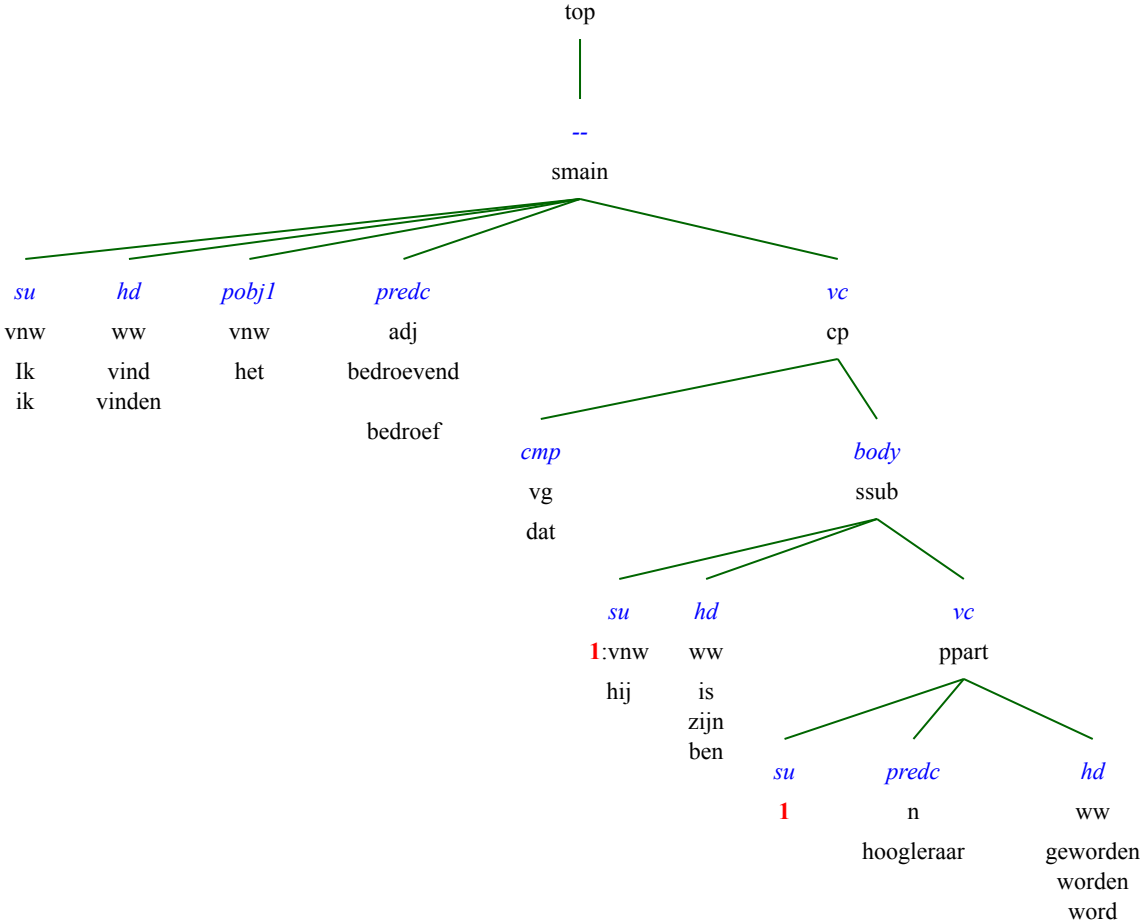 top
--
smain
su hd pobj1 predc vc
vnw ww vnw adj cp
Ik vind het bedroevend
ik vinden
bedroef
cmp body
vg ssub
dat
su hd vc
1:vnw ww ppart
hij is
zijn
ben
su predc hd
1 n ww
hoogleraar geworden
worden
word